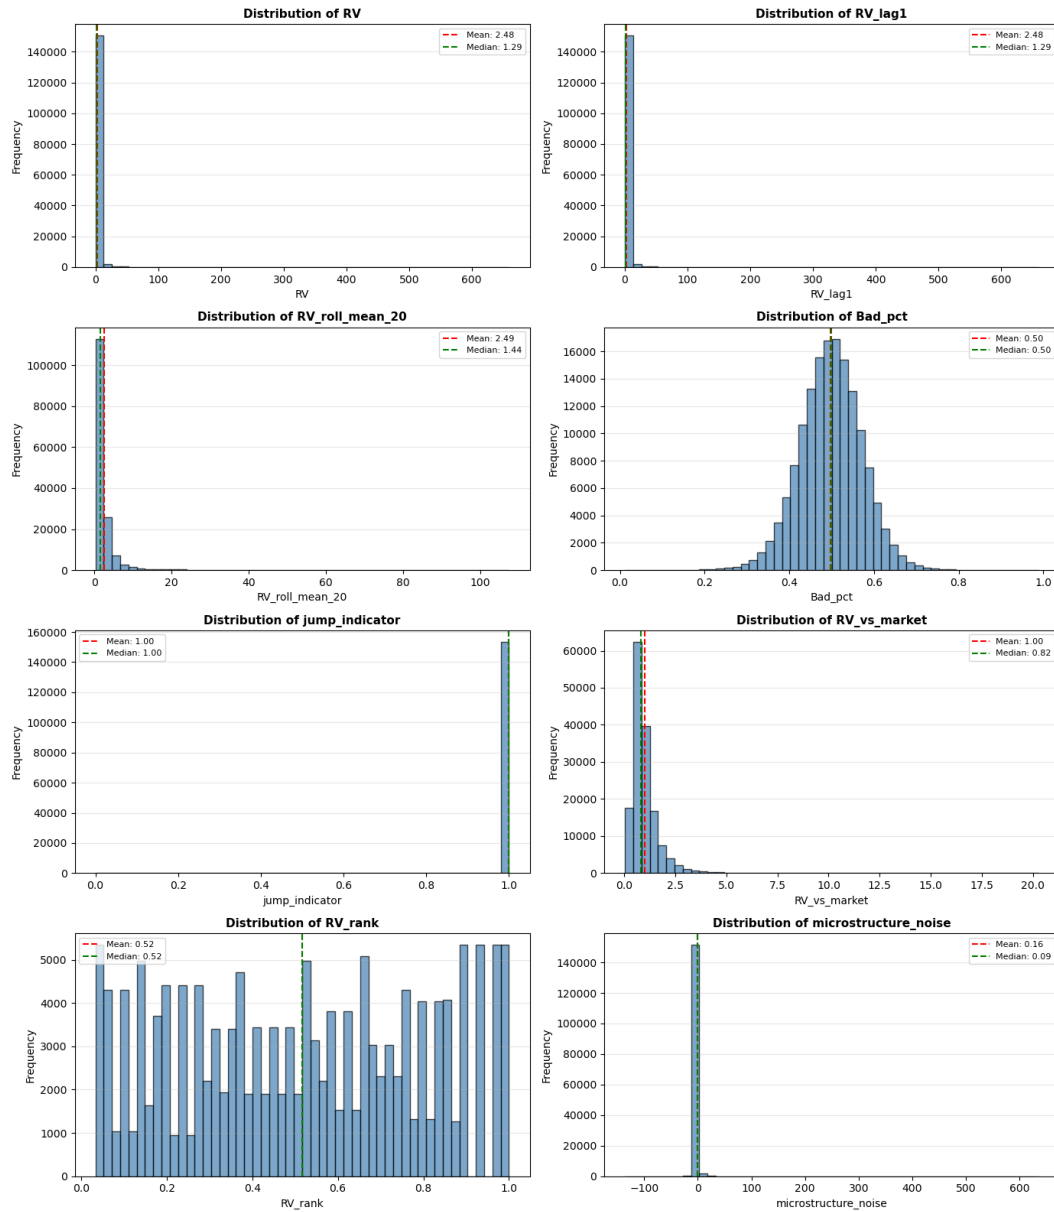 Distribution of RV
Mean: 2.48
Median: 1.29
140000
120000
100000
80000
60000
40000
20000
0
Frequency
0 100 200 300 400 500 600
RV
Distribution of RV_lag1
Mean: 2.48
Median: 1.29
140000
120000
100000
80000
60000
40000
20000
0
Frequency
0 100 200 300 400 500 600
RV_lag1
Distribution of RV_roll_mean_20
Mean: 2.49
Median: 1.44
100000
80000
60000
40000
20000
0
Frequency
0 20 40 60 80 100
RV_roll_mean_20
Distribution of Bad_pct
Mean: 0.50
Median: 0.50
16000
14000
12000
10000
8000
6000
4000
2000
0
Frequency
0.0 0.2 0.4 0.6 0.8 1.0
Bad_pct
Distribution of jump_indicator
Mean: 1.00
Median: 1.00
160000
140000
120000
100000
80000
60000
40000
20000
0
Frequency
0.0 0.2 0.4 0.6 0.8 1.0
jump_indicator
Distribution of RV_vs_market
Mean: 1.00
Median: 0.82
60000
50000
40000
30000
20000
10000
0
Frequency
0.0 2.5 5.0 7.5 10.0 12.5 15.0 17.5 20.0
RV_vs_market
Distribution of RV_rank
Mean: 0.52
Median: 0.52
5000
4000
3000
2000
1000
0
Frequency
0.0 0.2 0.4 0.6 0.8 1.0
RV_rank
Distribution of microstructure_noise
Mean: 0.16
Median: 0.09
140000
120000
100000
80000
60000
40000
20000
0
Frequency
−100 0 100 200 300 400 500 600
microstructure_noise